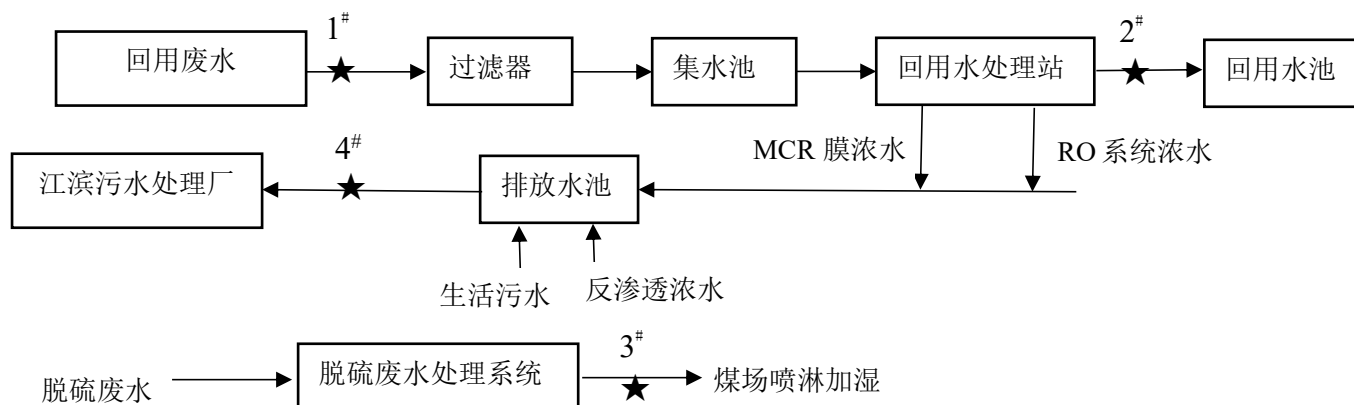 1#
2#
回用废水
过滤器
集水池
回用水处理站
回用水池
MCR 膜浓水
RO 系统浓水
4#
江滨污水处理厂
排放水池
生活污水
反渗透浓水
3#
脱硫废水
脱硫废水处理系统
煤场喷淋加湿